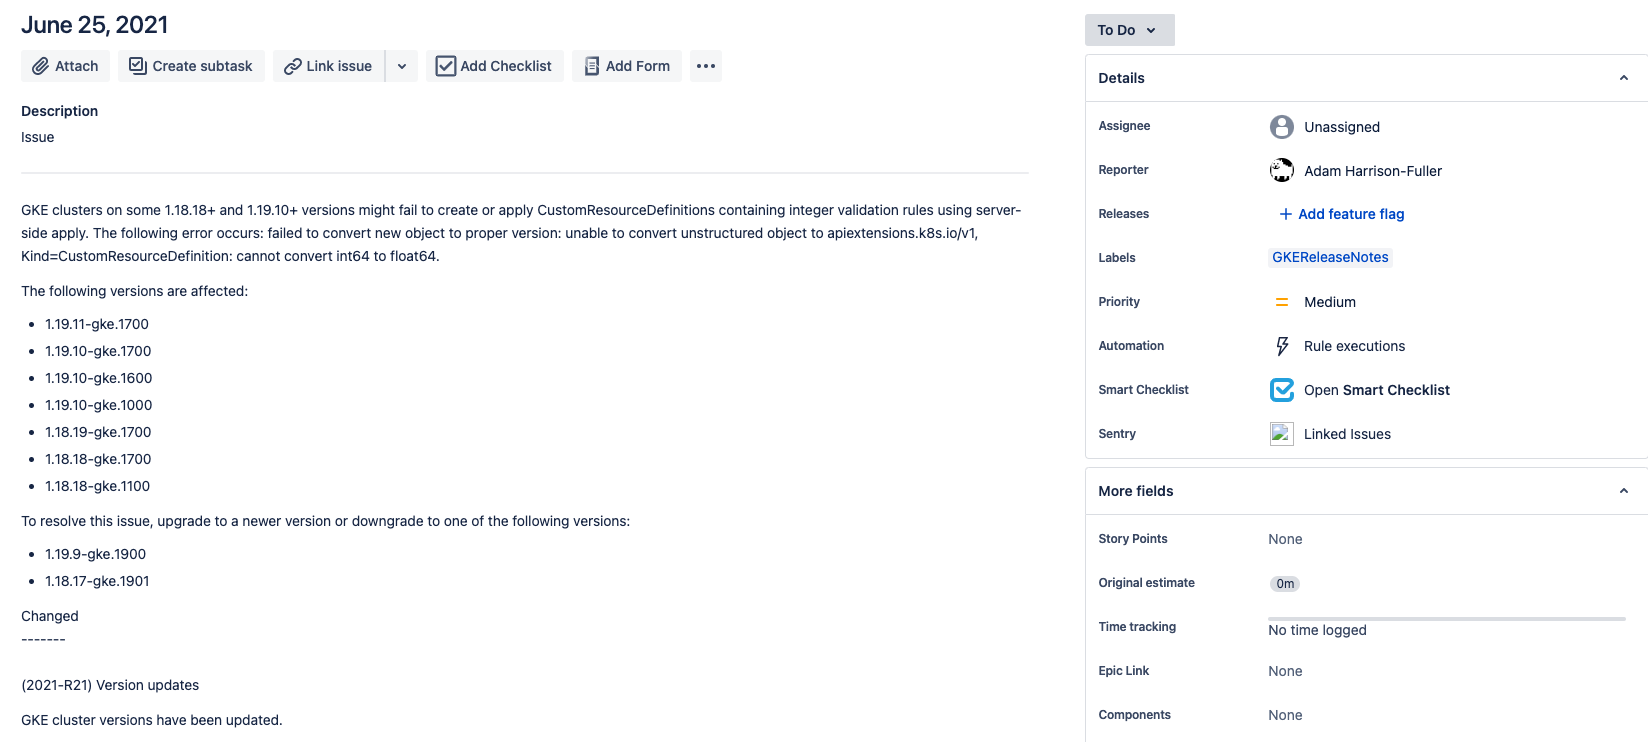 June 25, 2021
Attach
Create subtask
Link issue
Add Checklist
Add Form
Description
Issue
GKE clusters on some 1.18.18+ and 1.19.10+ versions might fail to create or apply CustomResourceDefinitions containing integer validation rules using server-
side apply. The following error occurs: failed to convert new object to proper version: unable to convert unstructured object to apiextensions.k8s.io/v1,
Kind=CustomResourceDefinition: cannot convert int64 to float64.
The following versions are affected:
• 1.19.11-gke.1700
• 1.19.10-gke.1700
• 1.19.10-gke.1600
• 1.19.10-gke.1000
• 1.18.19-gke.1700
• 1.18.18-gke.1700
• 1.18.18-gke.1100
To resolve this issue, upgrade to a newer version or downgrade to one of the following versions:
• 1.19.9-gke.1900
• 1.18.17-gke.1901
Changed
-------
(2021-R21) Version updates
GKE cluster versions have been updated.
To Do
Details
Assignee
Unassigned
Reporter
Adam Harrison-Fuller
Releases
+ Add feature flag
Labels
GKEReleaseNotes
Priority
Medium
Automation
Rule executions
Smart Checklist
Open Smart Checklist
Sentry
Linked Issues
More fields
Story Points
None
Original estimate
0m
Time tracking
No time logged
Epic Link
None
Components
None